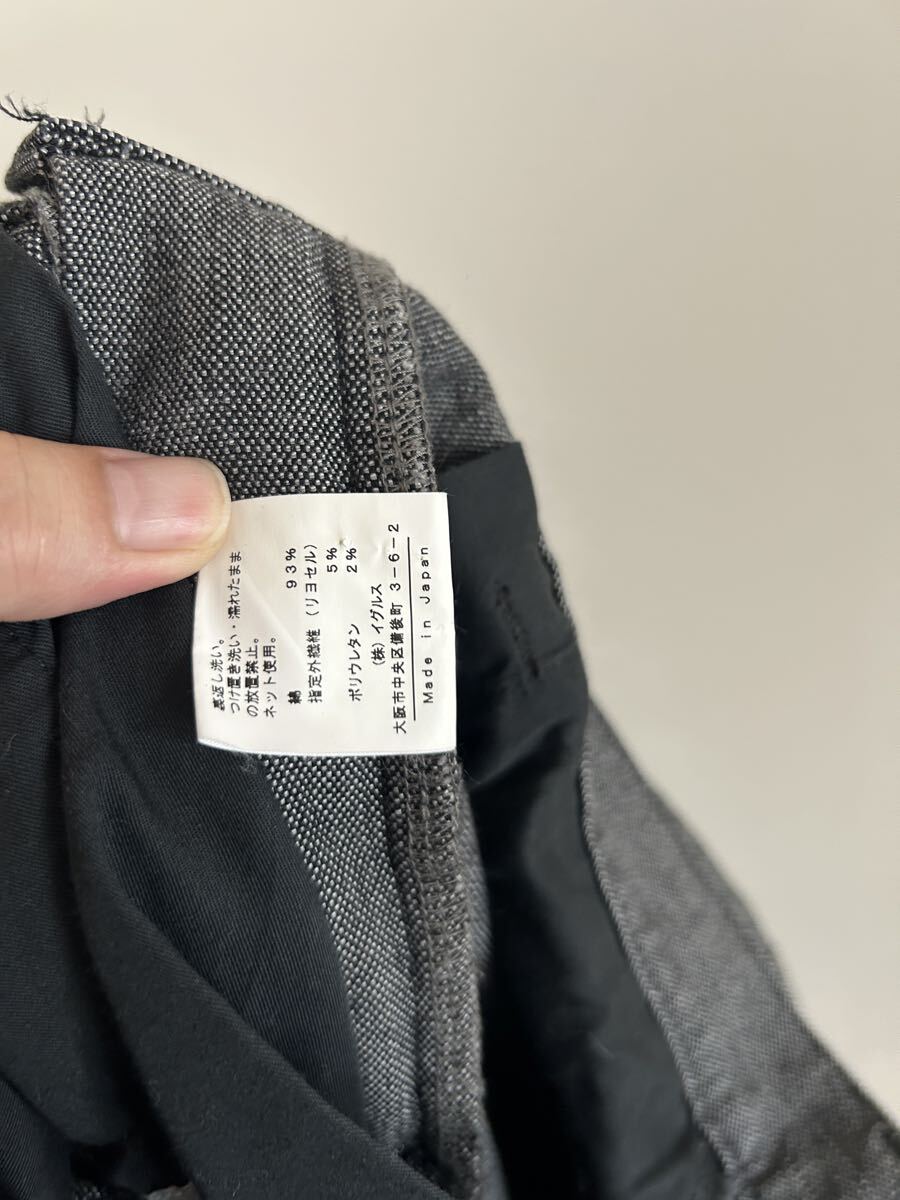 裏返し洗い。
つけ置き洗い・濡れたまま
の放置禁止。
ネット使用。
綿 93%
指定外繊維(リヨセル)
5%
ポリウレタン 2%
(株)イグルス
大阪市中央区備後町 3-6-2
Made in Japan